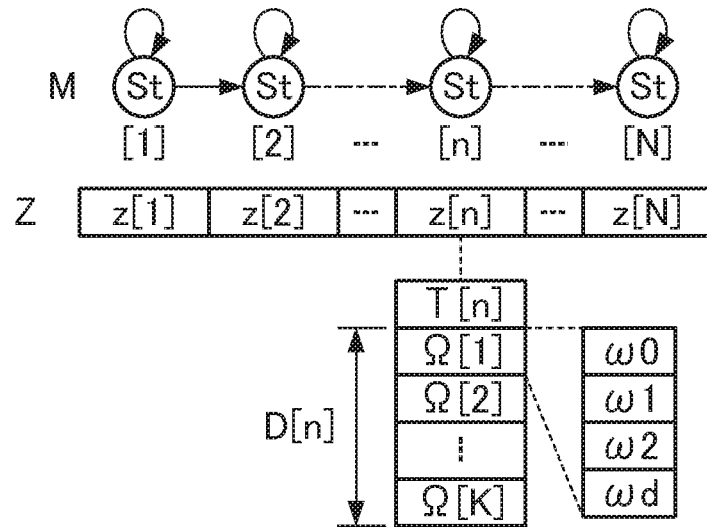 M St St St St
[1] [2] --- [n] --- [N]
Z z[1] z[2] --- z[n] --- z[N]
T[n]
Ω[1] ω0
Ω[2] ω1
D[n] ⋮ ω2
Ω[K] ωd